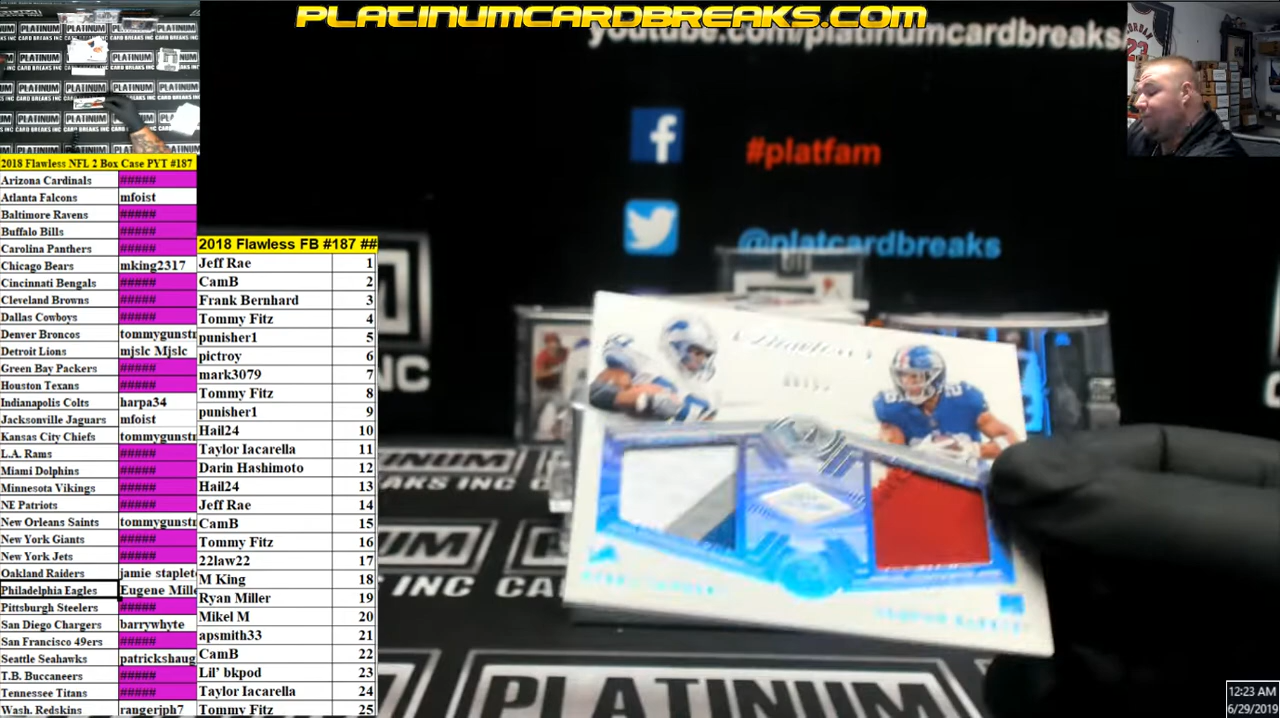 PLATINUMCARDBREAKS.COM
youtube.com/platinumcardbreaks
#platfam
@platcardbreaks
2018 Flawless NFL 2 Box Case PYT #187
Arizona Cardinals #####
Atlanta Falcons mfoist
Baltimore Ravens #####
Buffalo Bills #####
Carolina Panthers #####
Chicago Bears mking2317
Cincinnati Bengals #####
Cleveland Browns #####
Dallas Cowboys #####
Denver Broncos tommygunstr
Detroit Lions mjslc Mjslc
Green Bay Packers #####
Houston Texans #####
Indianapolis Colts harpa34
Jacksonville Jaguars mfoist
Kansas City Chiefs tommygunstr
L.A. Rams #####
Miami Dolphins #####
Minnesota Vikings #####
NE Patriots #####
New Orleans Saints tommygunstr
New York Giants #####
New York Jets #####
Oakland Raiders jamie staplet
Philadelphia Eagles Eugene Mille
Pittsburgh Steelers #####
San Diego Chargers barrywhyte
San Francisco 49ers #####
Seattle Seahawks patrickshaug
T.B. Buccaneers #####
Tennessee Titans #####
Wash. Redskins rangerjph7
2018 Flawless FB #187 ##
Jeff Rae 1
CamB 2
Frank Bernhard 3
Tommy Fitz 4
punisher1 5
pictroy 6
mark3079 7
Tommy Fitz 8
punisher1 9
Hail24 10
Taylor Iacarella 11
Darin Hashimoto 12
Hail24 13
Jeff Rae 14
CamB 15
Tommy Fitz 16
22law22 17
M King 18
Ryan Miller 19
Mikel M 20
apsmith33 21
CamB 22
Lil' bkpod 23
Taylor Iacarella 24
Tommy Fitz 25
PLATINUM
12:23 AM
6/29/2019